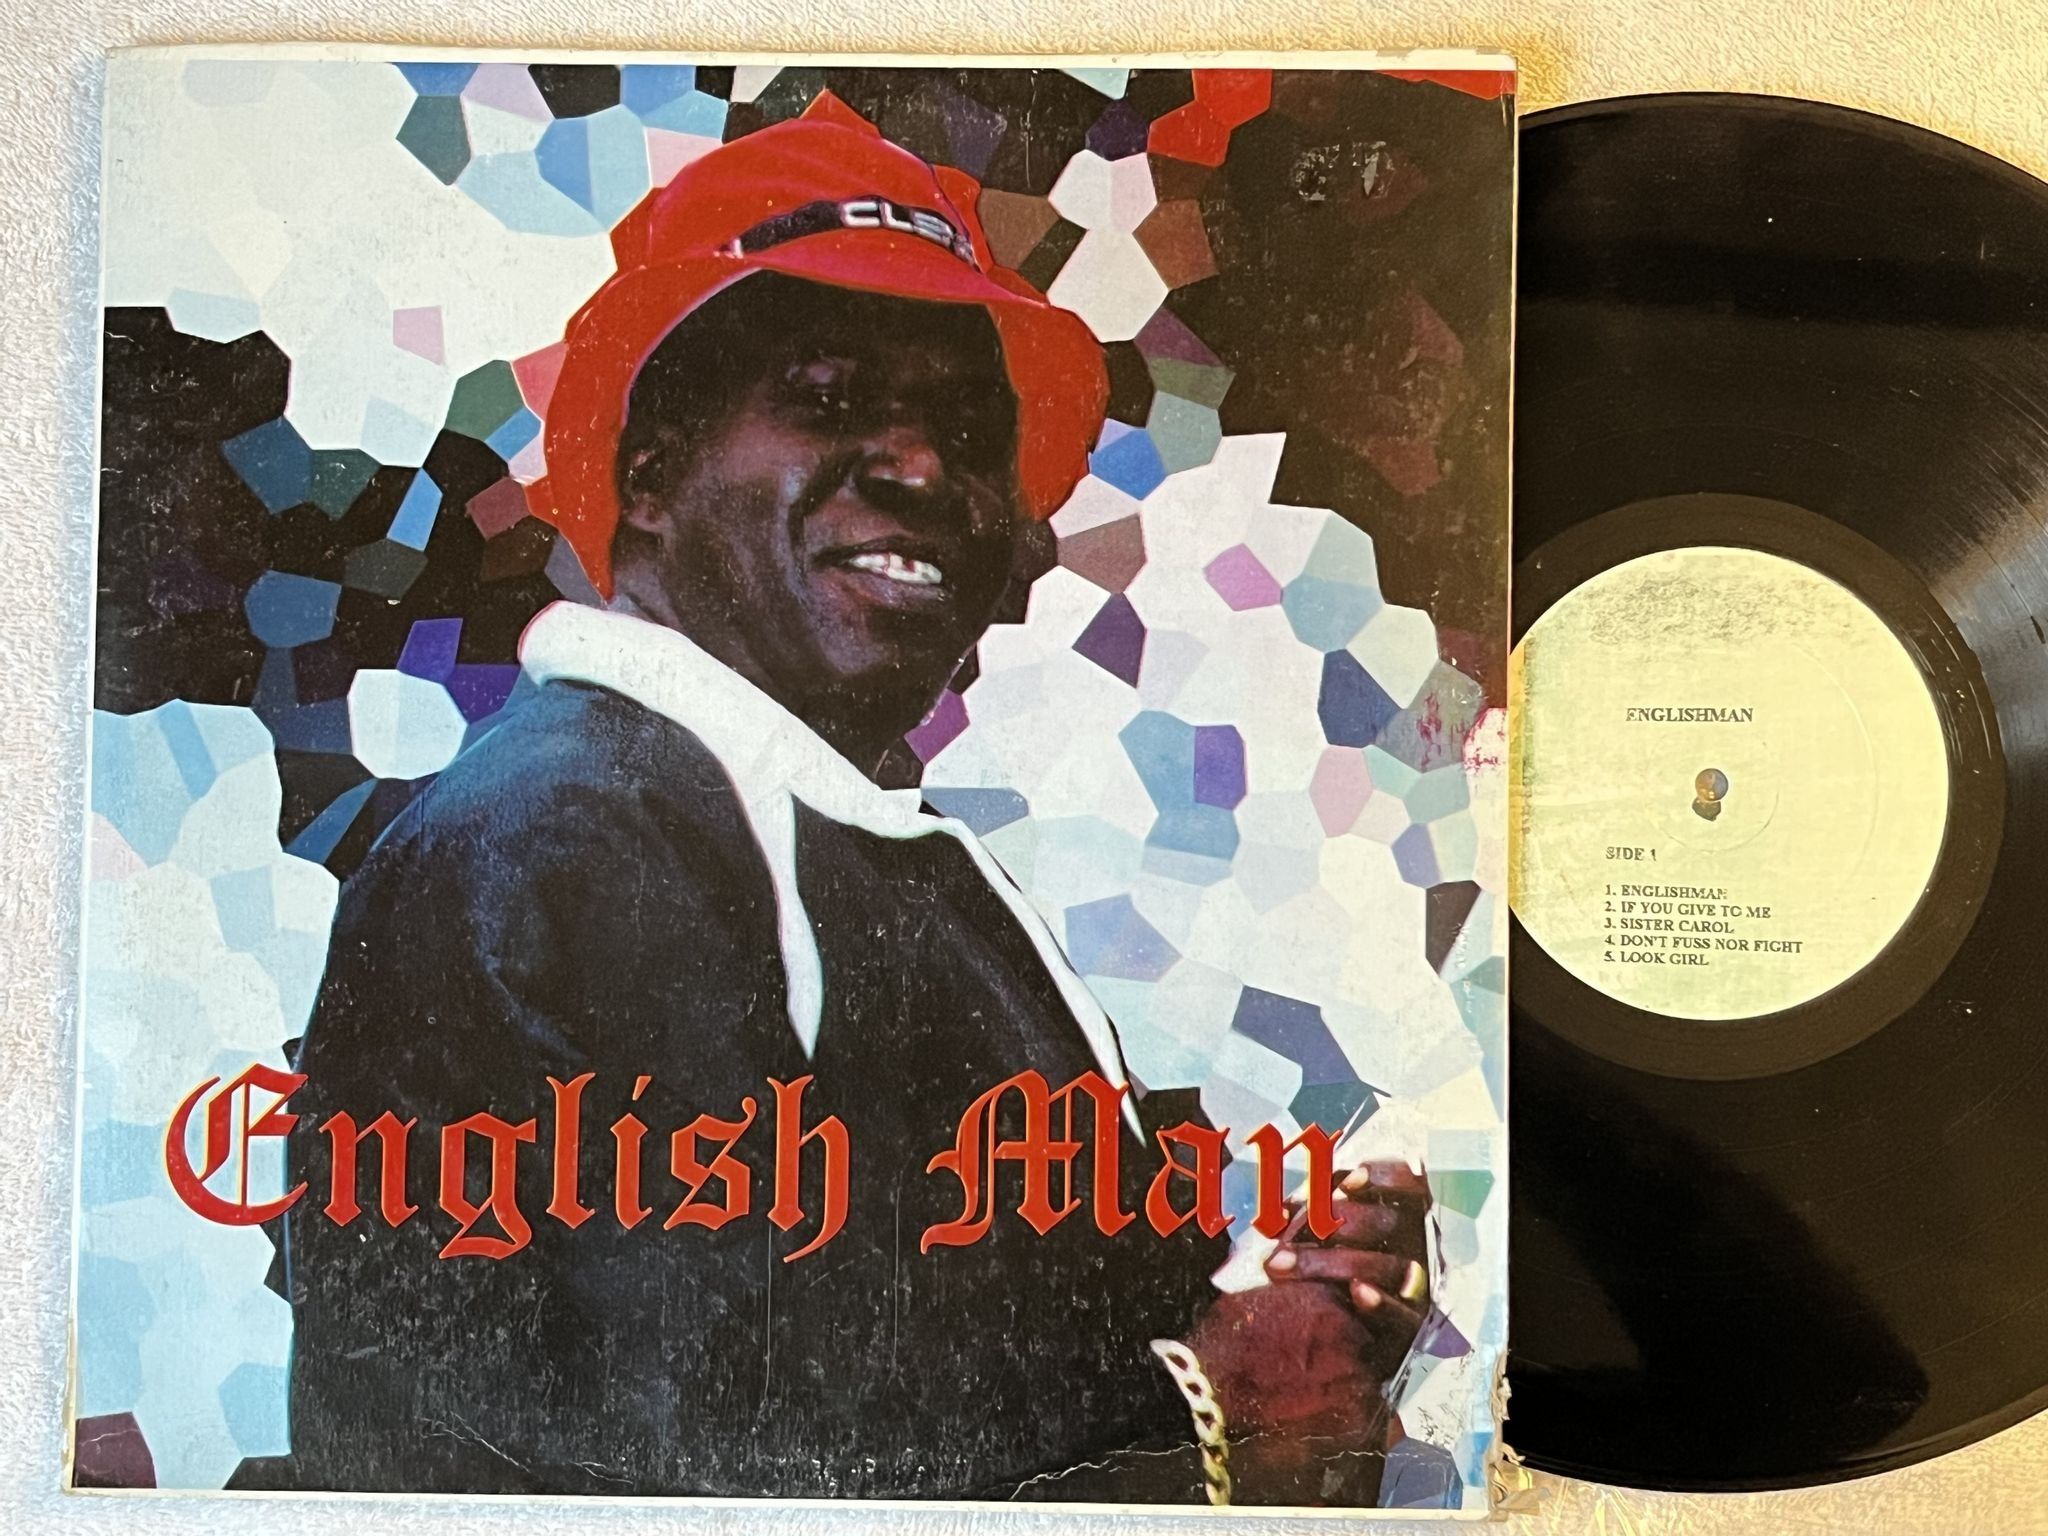 CLS
English Man
ENGLISHMAN
SIDE 1
1. ENGLISHMAN
2. IF YOU GIVE TO ME
3. SISTER CAROL
4. DON'T FUSS NOR FIGHT
5. LOOK GIRL